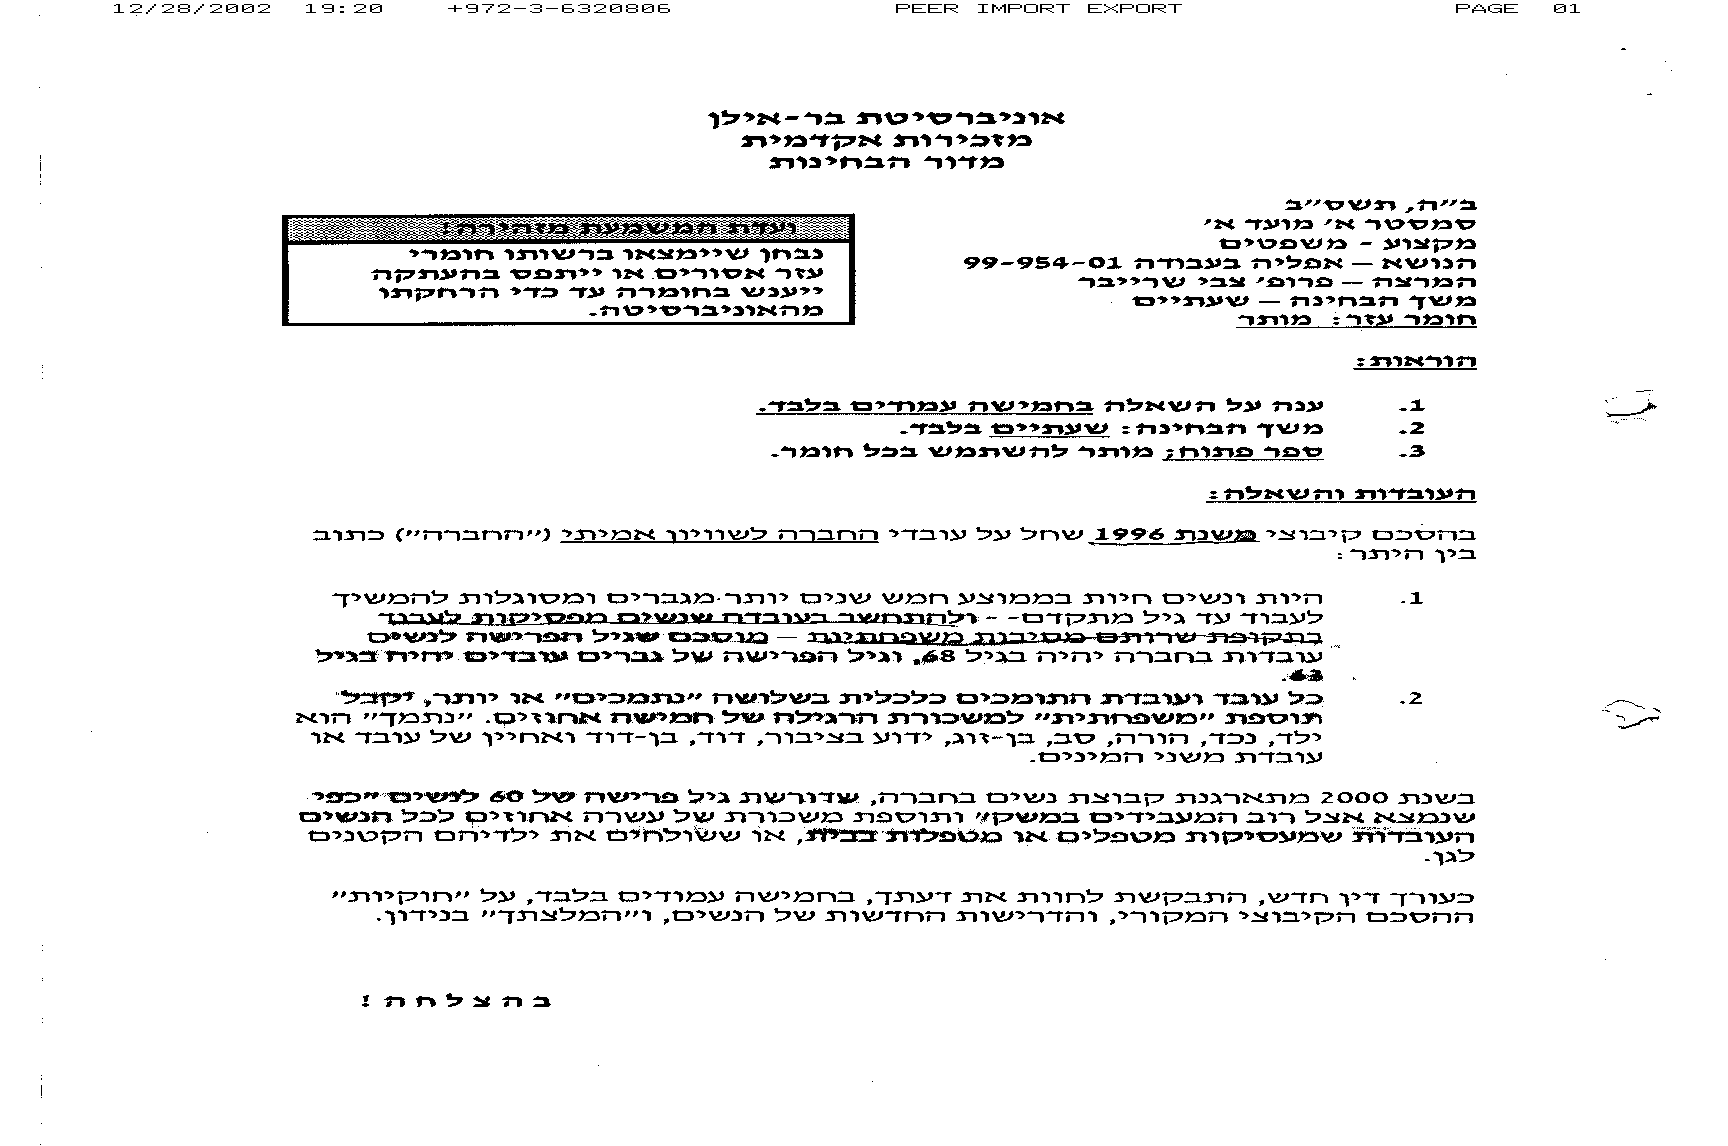 12/28/2002 19:20 +972-3-6320806 PEER IMPORT EXPORT PAGE 01
אוניברסיטת בר-אילן
מזכירות אקדמית
מדור הבחינות
ב״ה, תשס״ב
סמסטר א׳ מועד א׳
מקצוע - משפטים
הנושא – אפליה בעבודה 99-954-01
המרצה – פרופ׳ צבי שרייבר
משך הבחינה – שעתיים
חומר עזר: מותר
ועדת המשמעת מזהירה!
נבחן שיימצאו ברשותו חומרי
עזר אסורים או ייתפס בהעתקה
ייענש בחומרה עד כדי הרחקתו
מהאוניברסיטה.
הוראות:
1. ענה על השאלה בחמישה עמודים בלבד.
2. משך הבחינה: שעתיים בלבד.
3. ספר פתוח; מותר להשתמש בכל חומר.
העובדות והשאלה:
בהסכם קיבוצי משנת 1996 שחל על עובדי החברה לשוויון אמיתי (״החברה״) כתוב
בין היתר:
1. היות ונשים חיות בממוצע חמש שנים יותר מגברים ומסוגלות להמשיך
לעבוד עד גיל מתקדם- - ולהתחשב בעובדה שנשים מפסיקות לעבוד
בתקופת שרותם מסיבות משפחתיות – מוסכם שגיל הפרישה לנשים
עובדות בחברה יהיה בגיל 68, וגיל הפרישה של גברים עובדים יהיה בגיל
63.
2. כל עובד ועובדת התומכים כלכלית בשלושה ״נתמכים״ או יותר, יקבל
תוספת ״משפחתית״ למשכורת הרגילה של חמישה אחוזים. ״נתמך״ הוא
ילד, נכד, הורה, סב, בן-זוג, ידוע בציבור, דוד, בן-דוד ואחיין של עובד או
עובדת משני המינים.
בשנת 2000 מתארגנת קבוצת נשים בחברה, שדורשת גיל פרישה של 60 לנשים ״כפי
שנמצא אצל רוב המעבידים במשק״ ותוספת משכורת של עשרה אחוזים לכל הנשים
העובדות שמעסיקות מטפלים או מטפלות בבית, או ששולחים את ילדיהם הקטנים
לגן.
כעורך דין חדש, התבקשת לחוות את דעתך, בחמישה עמודים בלבד, על ״חוקיות״
ההסכם הקיבוצי המקורי, והדרישות החדשות של הנשים, ו״המלצתך״ בנידון.
ב ה צ ל ח ה !